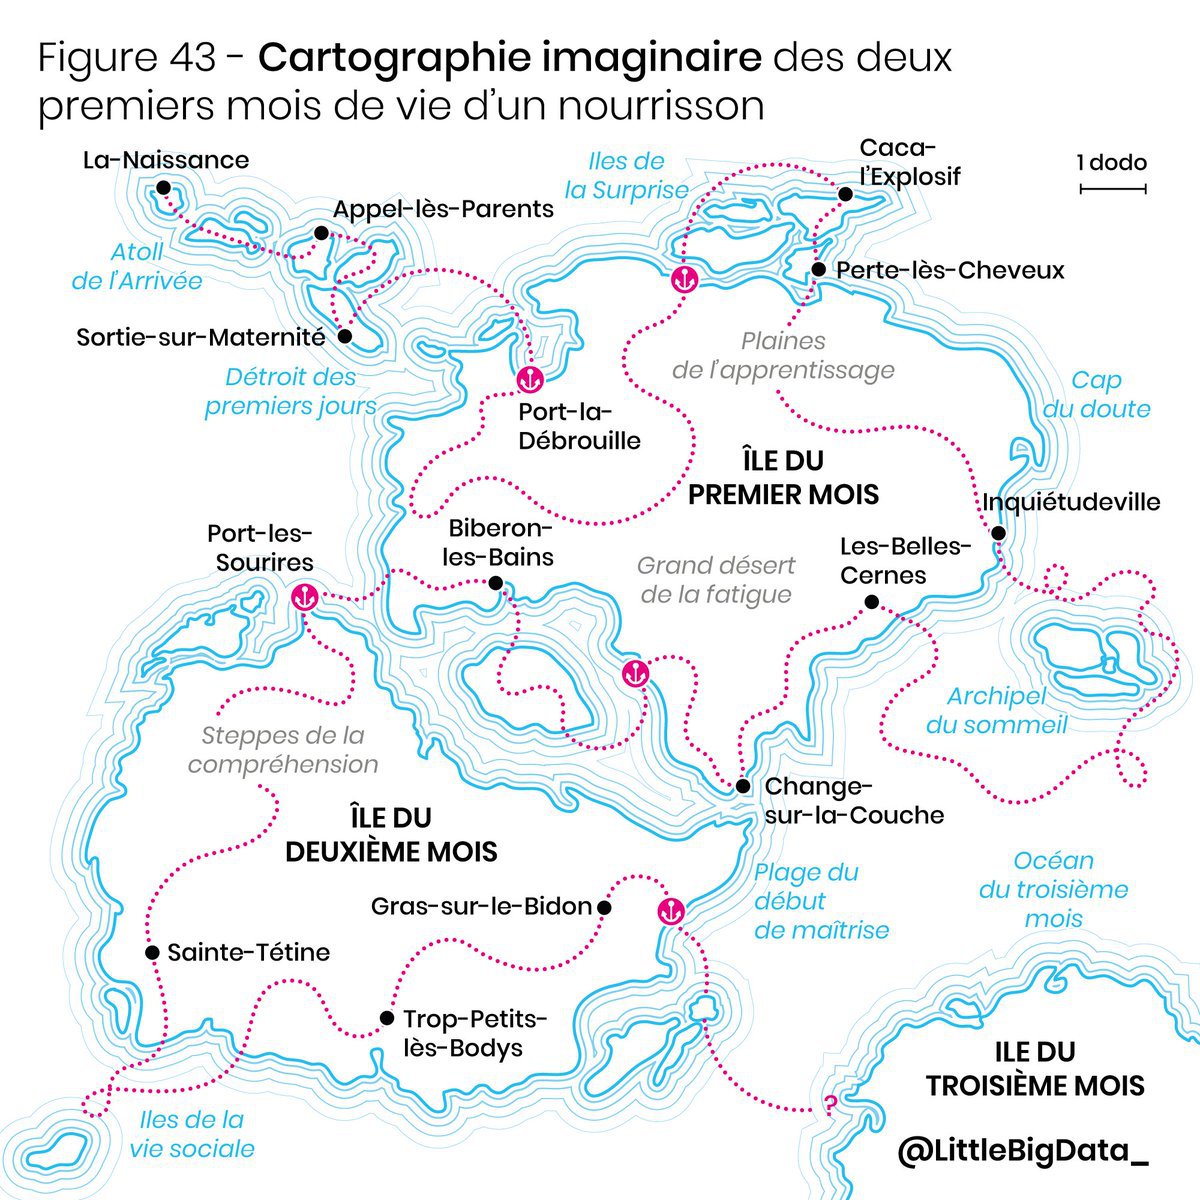 Figure 43 - Cartographie imaginaire des deux
premiers mois de vie d'un nourrisson
La-Naissance
Appel-lès-Parents
Iles de
la Surprise
Caca-
l'Explosif
1 dodo
Atoll
de l'Arrivée
Perte-lès-Cheveux
Sortie-sur-Maternité
Détroit des
premiers jours
Plaines
de l'apprentissage
Cap
du doute
Port-la-
Débrouille
ÎLE DU
PREMIER MOIS
Inquiétudeville
Port-les-
Sourires
Biberon-
les-Bains
Grand désert
de la fatigue
Les-Belles-
Cernes
Archipel
du sommeil
Steppes de la
compréhension
Change-
sur-la-Couche
ÎLE DU
DEUXIÈME MOIS
Plage du
début
de maîtrise
Océan
du troisième
mois
Gras-sur-le-Bidon
Sainte-Tétine
Trop-Petits-
lès-Bodys
ILE DU
TROISIÈME MOIS
?
Iles de la
vie sociale
@LittleBigData_